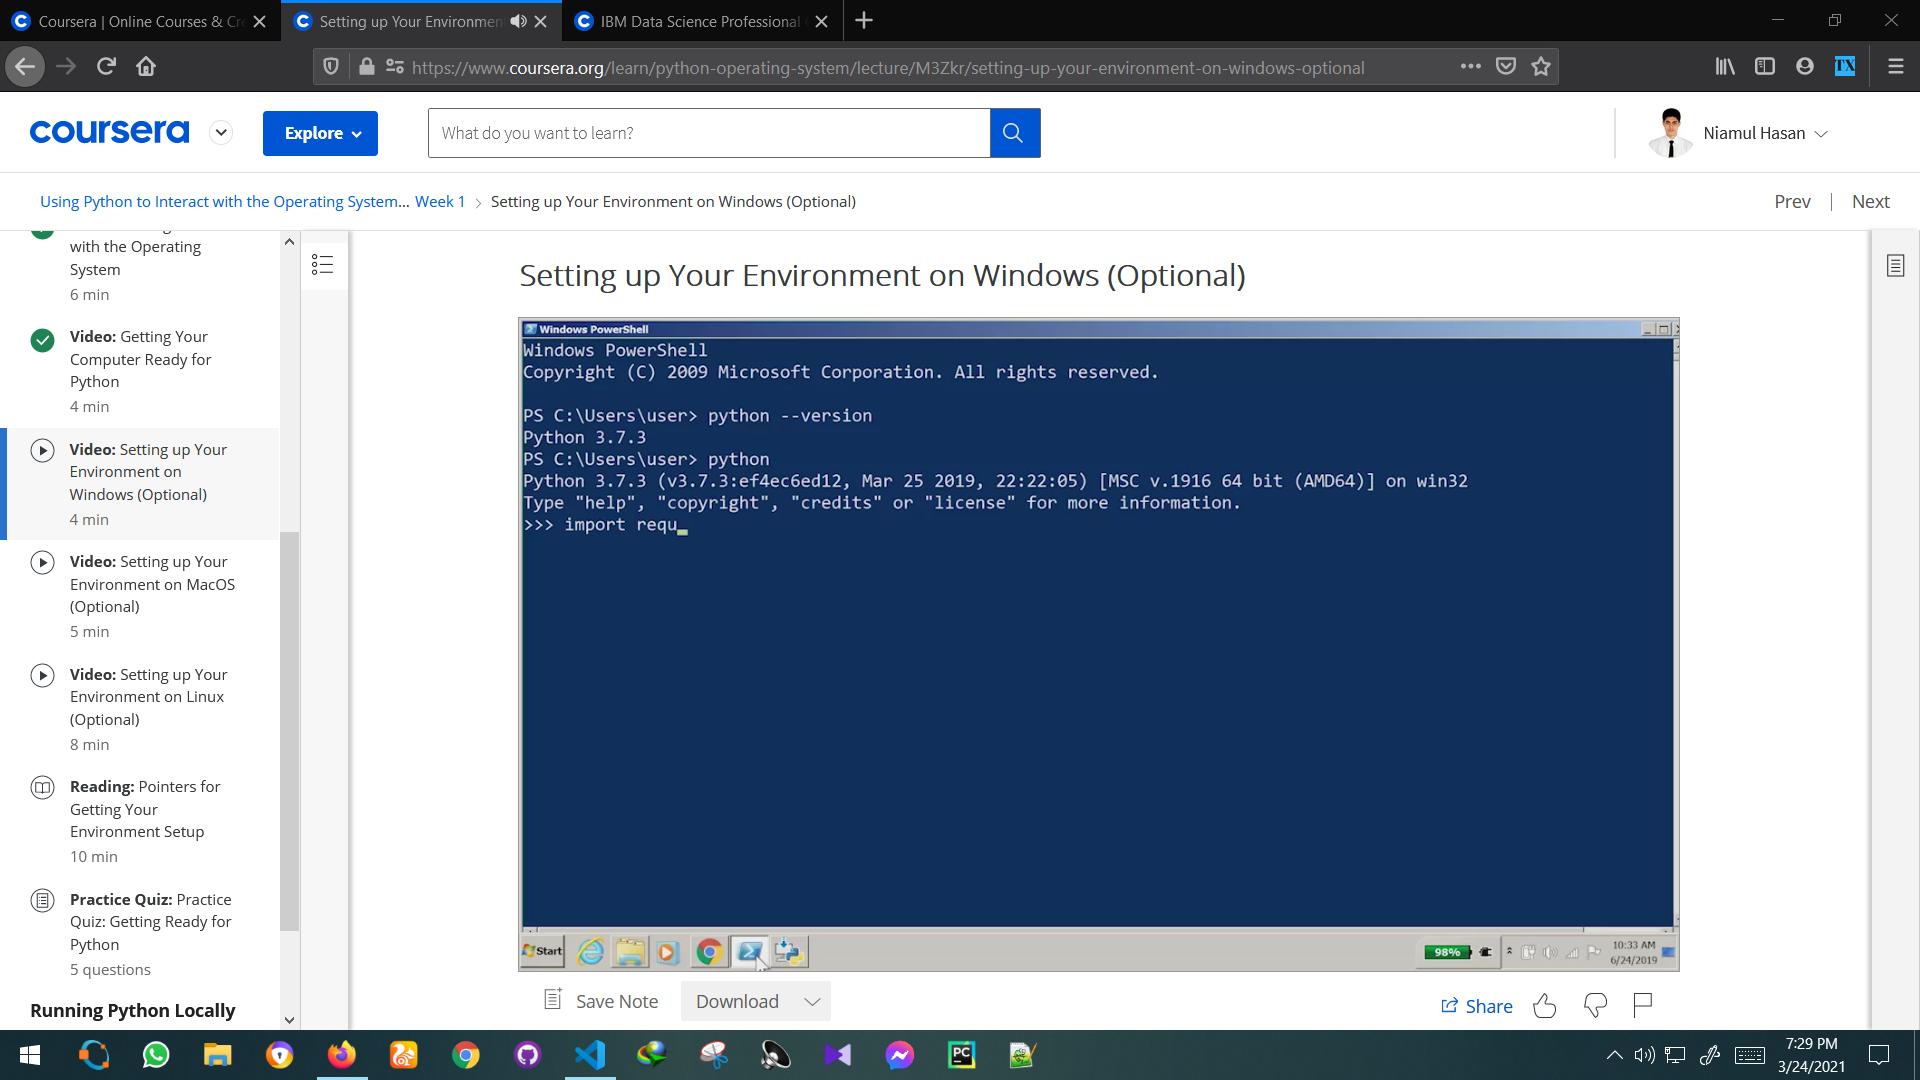 Coursera | Online Courses & Cre
Setting up Your Environmen
IBM Data Science Professional
https://www.coursera.org/learn/python-operating-system/lecture/M3Zkr/setting-up-your-environment-on-windows-optional
TX
coursera
Explore
What do you want to learn?
Niamul Hasan
Using Python to Interact with the Operating System... Week 1 > Setting up Your Environment on Windows (Optional)
Prev | Next
with the Operating
System
6 min
Video: Getting Your
Computer Ready for
Python
4 min
Video: Setting up Your
Environment on
Windows (Optional)
4 min
Video: Setting up Your
Environment on MacOS
(Optional)
5 min
Video: Setting up Your
Environment on Linux
(Optional)
8 min
Reading: Pointers for
Getting Your
Environment Setup
10 min
Practice Quiz: Practice
Quiz: Getting Ready for
Python
5 questions
Running Python Locally
Setting up Your Environment on Windows (Optional)
Windows PowerShell
Windows PowerShell
Copyright (C) 2009 Microsoft Corporation. All rights reserved.
PS C:\Users\user> python --version
Python 3.7.3
PS C:\Users\user> python
Python 3.7.3 (v3.7.3:ef4ec6ed12, Mar 25 2019, 22:22:05) [MSC v.1916 64 bit (AMD64)] on win32
Type "help", "copyright", "credits" or "license" for more information.
>>> import requ_
Start
98%
10:33 AM
6/24/2019
Save Note
Download
Share
PC
7:29 PM
3/24/2021